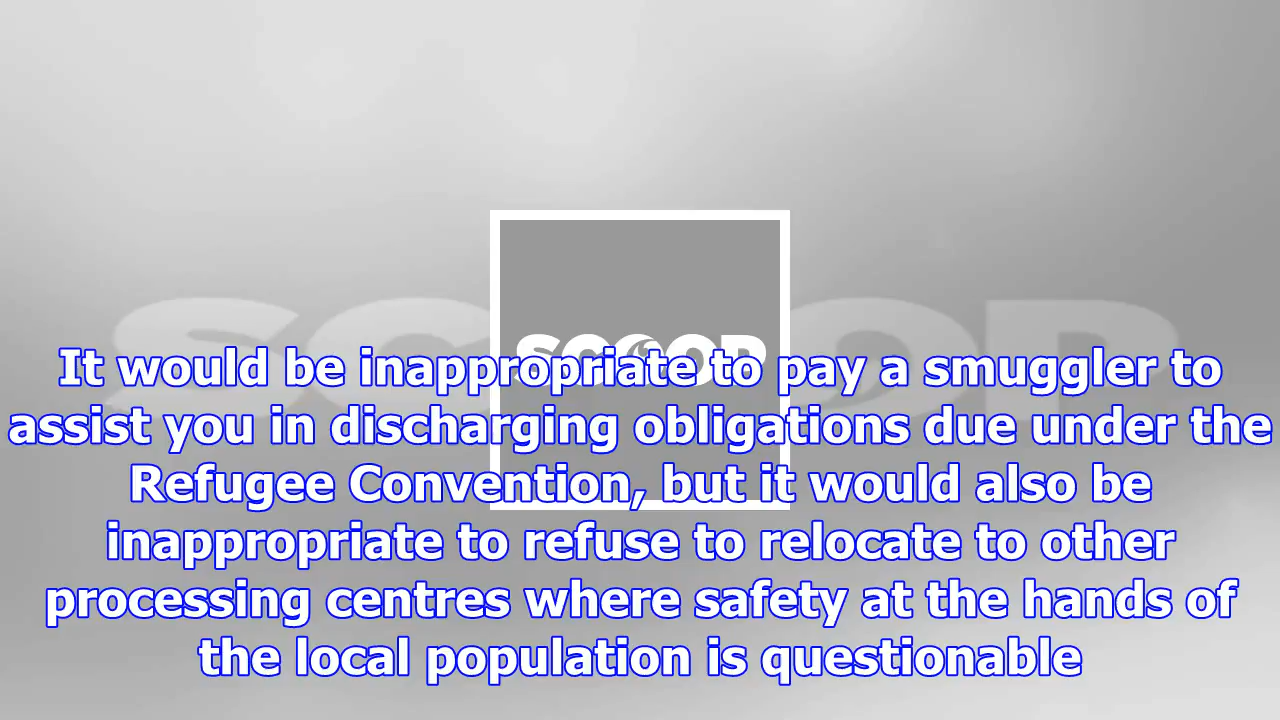 SCOOP
SCOOP
It would be inappropriate to pay a smuggler to
assist you in discharging obligations due under the
Refugee Convention, but it would also be
inappropriate to refuse to relocate to other
processing centres where safety at the hands of
the local population is questionable